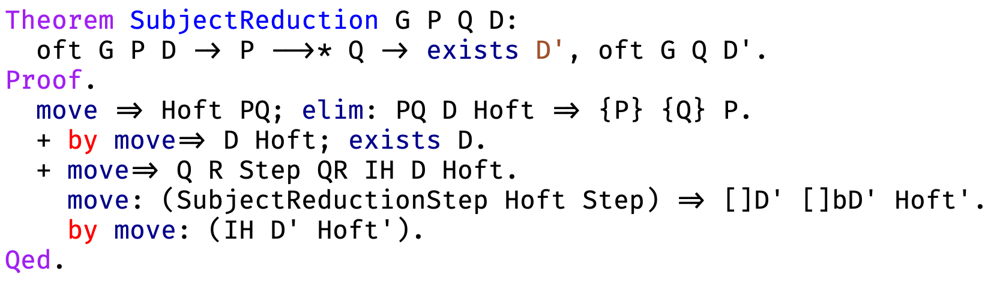 Theorem SubjectReduction G P Q D:
oft G P D → P ⟶* Q → exists D', oft G Q D'.
Proof.
move ⇒ Hoft PQ; elim: PQ D Hoft ⇒ {P} {Q} P.
+ by move⇒ D Hoft; exists D.
+ move⇒ Q R Step QR IH D Hoft.
move: (SubjectReductionStep Hoft Step) ⇒ []D' []bD' Hoft'.
by move: (IH D' Hoft').
Qed.